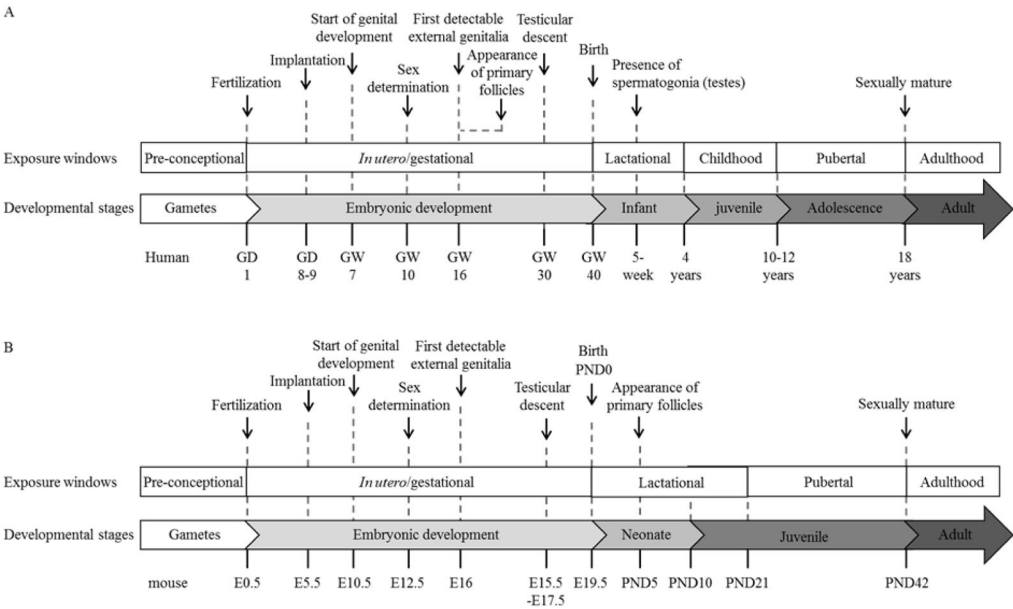 A
Start of genital
development
First detectable
external genitalia
Testicular
descent
Implantation
Appearance
of primary
follicles
Birth
Fertilization
Sex
determination
Presence of
spermatogonia (testes)
Sexually mature
Exposure windows
Pre-conceptional
In utero/gestational
Lactational
Childhood
Pubertal
Adulthood
Developmental stages
Gametes
Embryonic development
Infant
juvenile
Adolescence
Adult
Human
GD
1
GD
8-9
GW
7
GW
10
GW
16
GW
30
GW
40
5-
week
4
years
10-12
years
18
years
B
Start of genital
development
First detectable
external genitalia
Birth
PND0
Implantation
Fertilization
Sex
determination
Testicular
descent
Appearance of
primary follicles
Sexually mature
Exposure windows
Pre-conceptional
In utero/gestational
Lactational
Pubertal
Adulthood
Developmental stages
Gametes
Embryonic development
Neonate
Juvenile
Adult
mouse
E0.5
E5.5
E10.5
E12.5
E16
E15.5
-E17.5
E19.5
PND5
PND10
PND21
PND42